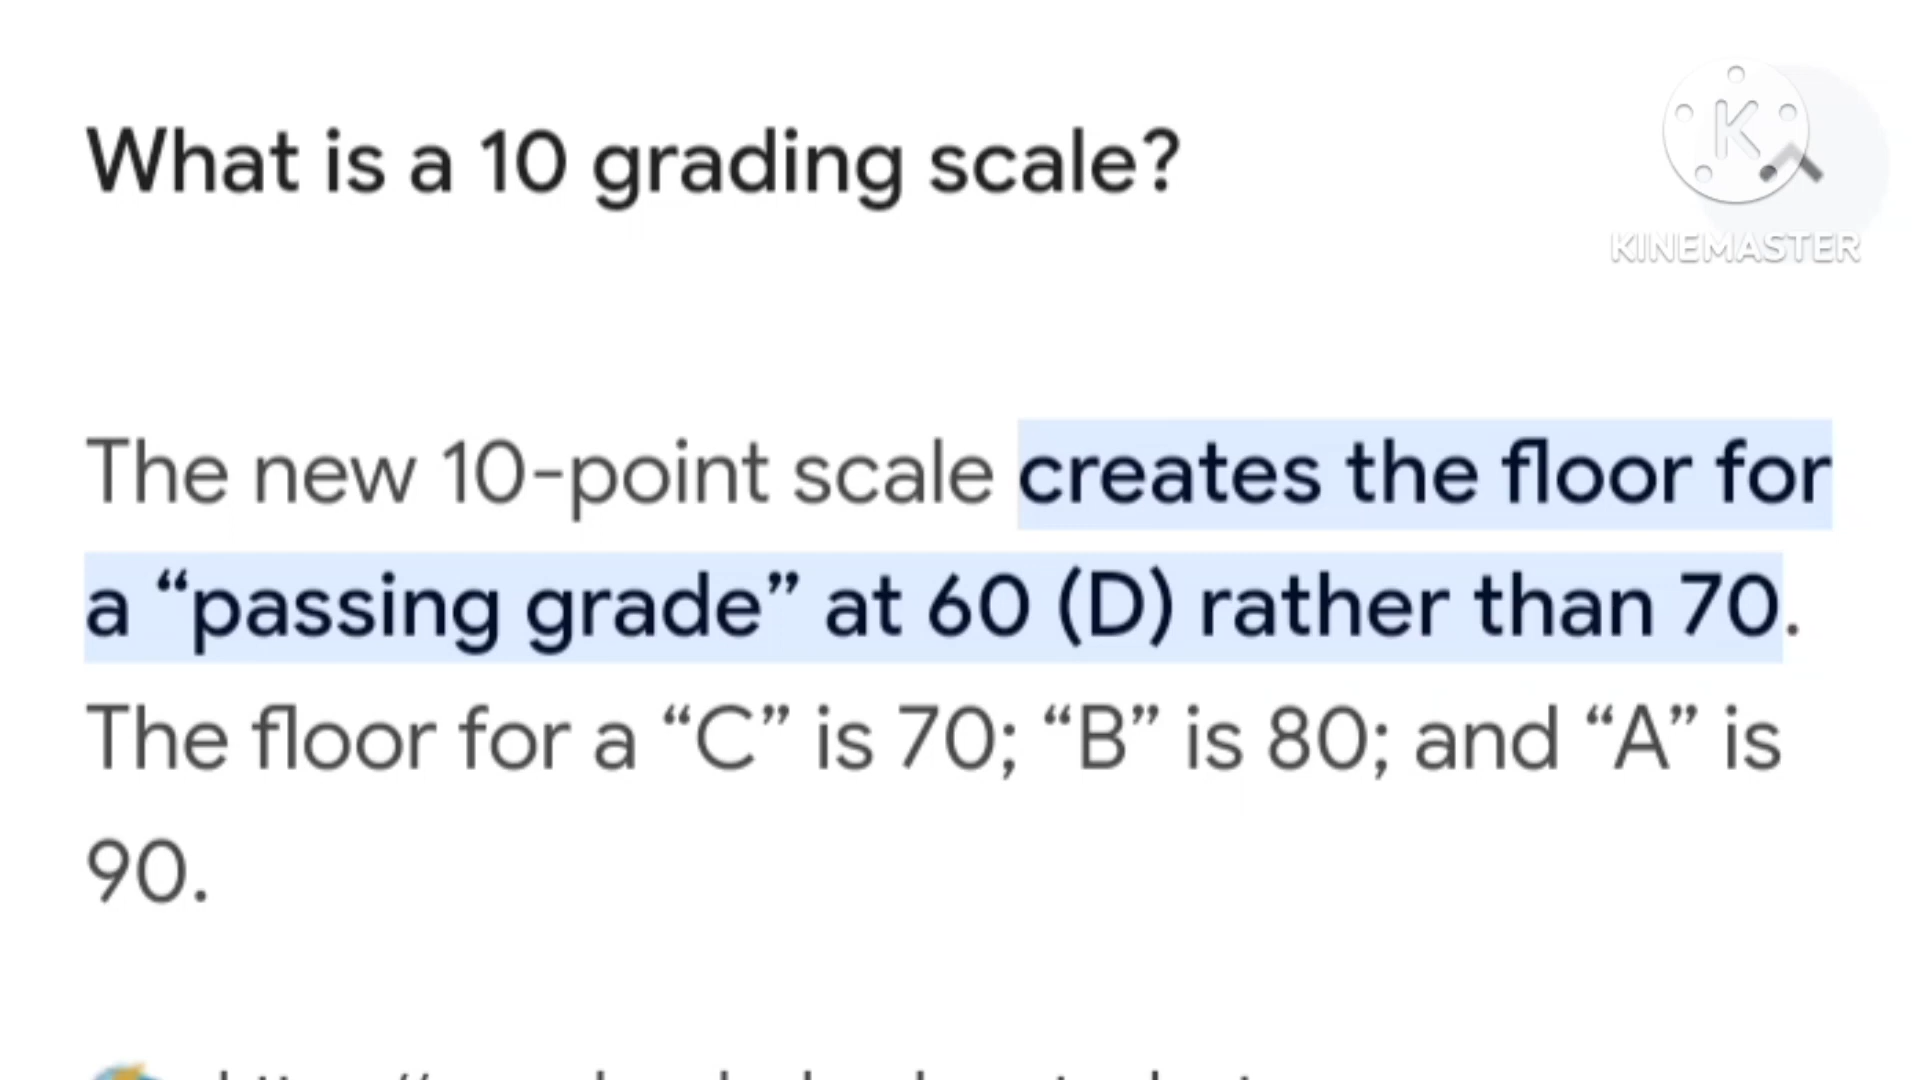 What is a 10 grading scale?
K
KINEMASTER
The new 10-point scale creates the floor for
a “passing grade” at 60 (D) rather than 70.
The floor for a “C” is 70; “B” is 80; and “A” is
90.